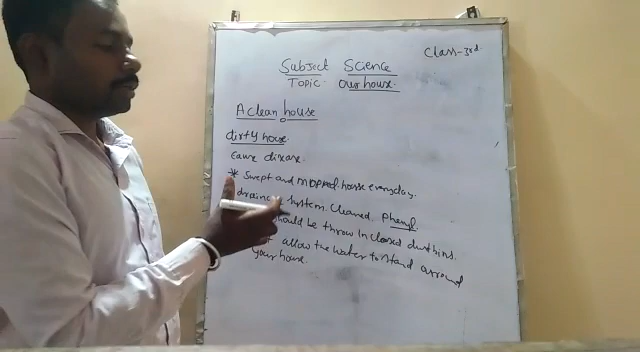 Class-3rd
Subject Science
Topic- Our house.
A clean house
dirty house.
Cause disease.
* Swept and mopped house everyday.
drainage system. Cleaned Phenyl
should be throw in closed dustbins.
allow the water to stand around
your house.